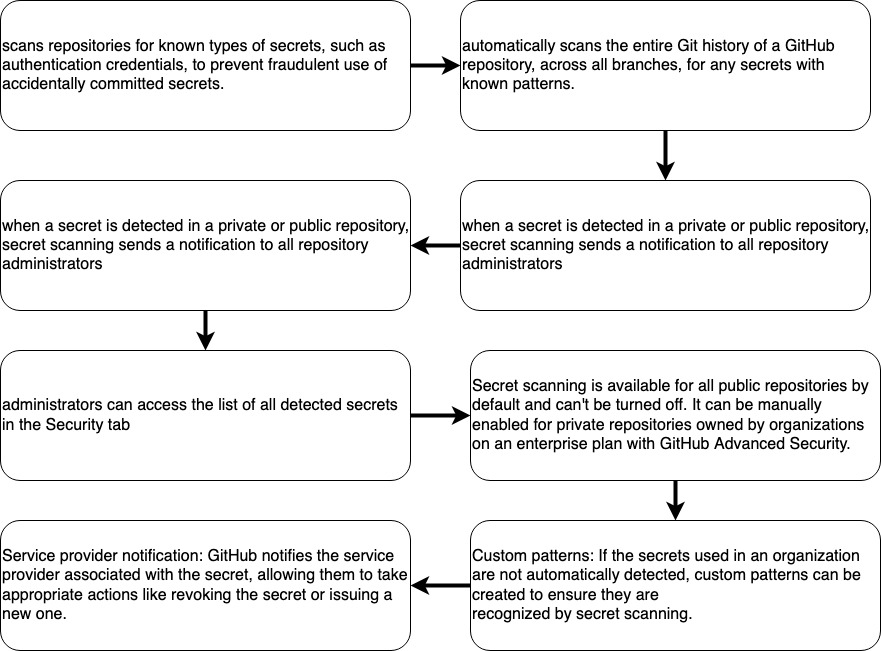 scans repositories for known types of secrets, such as
authentication credentials, to prevent fraudulent use of
accidentally committed secrets.
automatically scans the entire Git history of a GitHub
repository, across all branches, for any secrets with
known patterns.
when a secret is detected in a private or public repository,
secret scanning sends a notification to all repository
administrators
when a secret is detected in a private or public repository,
secret scanning sends a notification to all repository
administrators
administrators can access the list of all detected secrets
in the Security tab
Secret scanning is available for all public repositories by
default and can't be turned off. It can be manually
enabled for private repositories owned by organizations
on an enterprise plan with GitHub Advanced Security.
Custom patterns: If the secrets used in an organization
are not automatically detected, custom patterns can be
created to ensure they are
recognized by secret scanning.
Service provider notification: GitHub notifies the service
provider associated with the secret, allowing them to take
appropriate actions like revoking the secret or issuing a
new one.